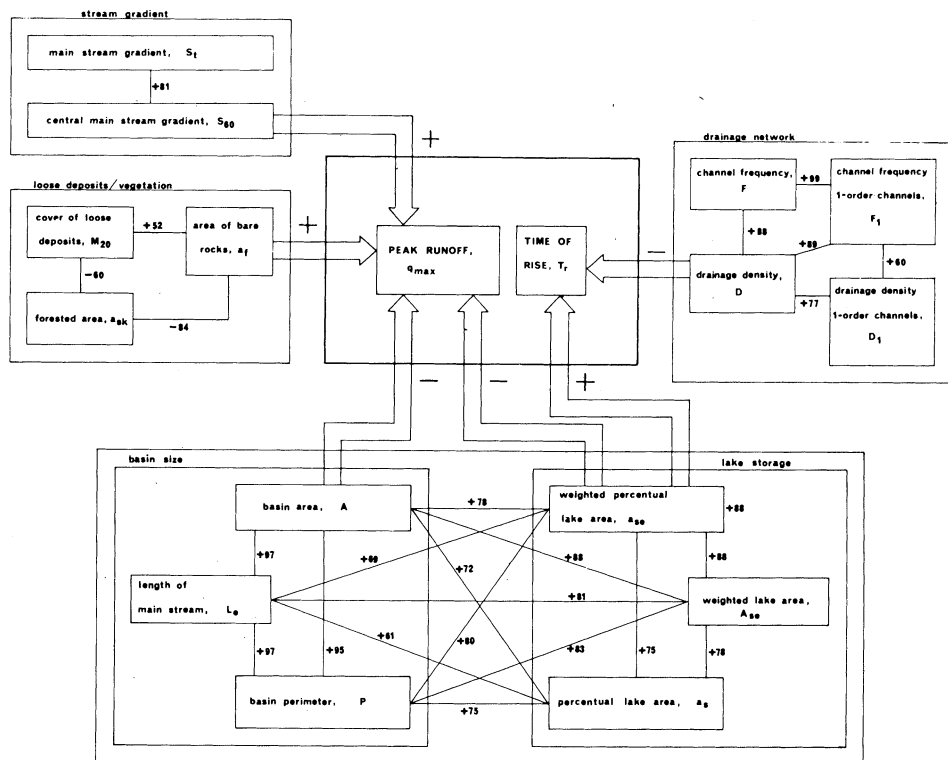 stream gradient
main stream gradient, St
+81
central main stream gradient, S60
+
loose deposits/vegetation
cover of loose
deposits, M20
+52
area of bare
rocks, af
-60
forested area, ask
-84
+
PEAK RUNOFF,
qmax
TIME OF
RISE, Tr
-
drainage network
channel frequency,
F
+99
channel frequency
1-order channels,
F1
+88
+89
+60
drainage density,
D
+77
drainage density
1-order channels,
D1
-
-
+
basin size
lake storage
basin area, A
+78
weighted percentual
lake area, ase
+88
+97
+69
+72
+88
+88
length of
main stream, Le
+81
weighted lake area,
Ase
+61
+80
+83
+97
+95
+75
+78
basin perimeter, P
+75
percentual lake area, as